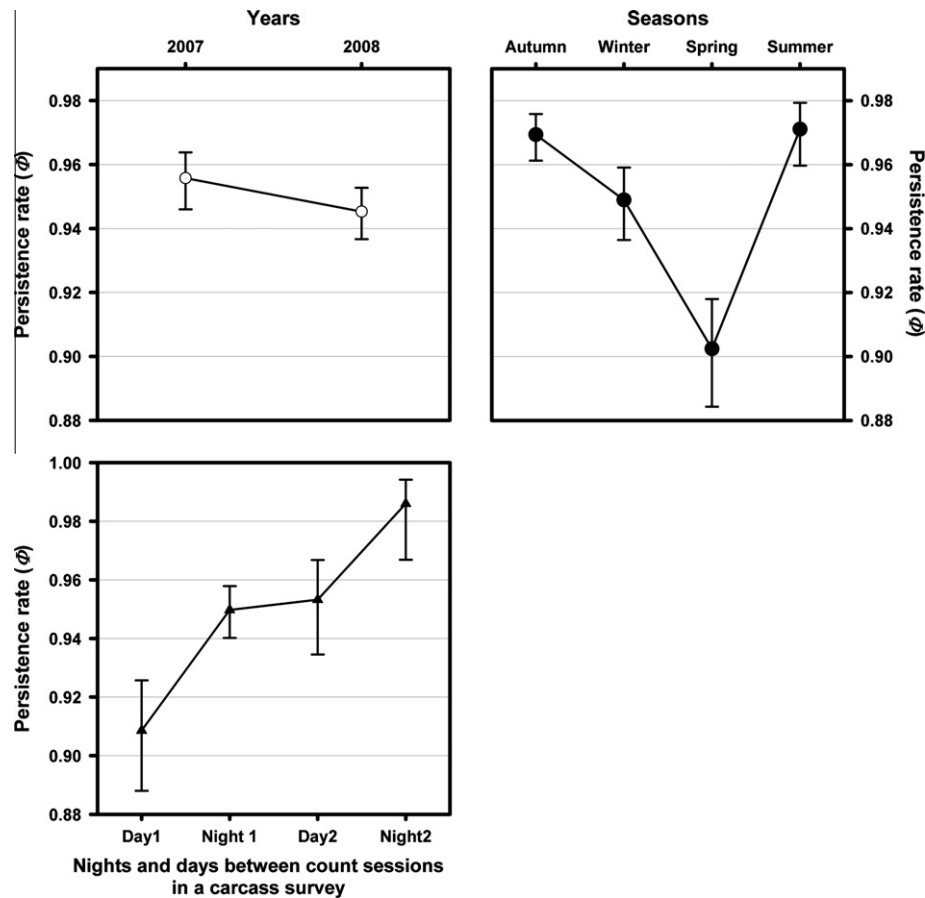 Years
2007 2008
Seasons
Autumn Winter Spring Summer
0.98
0.96
0.94
0.92
0.90
0.88
Persistence rate (Φ)
0.98
0.96
0.94
0.92
0.90
0.88
Persistence rate (Φ)
1.00
0.98
0.96
0.94
0.92
0.90
0.88
Persistence rate (Φ)
Day1 Night 1 Day2 Night2
Nights and days between count sessions
in a carcass survey